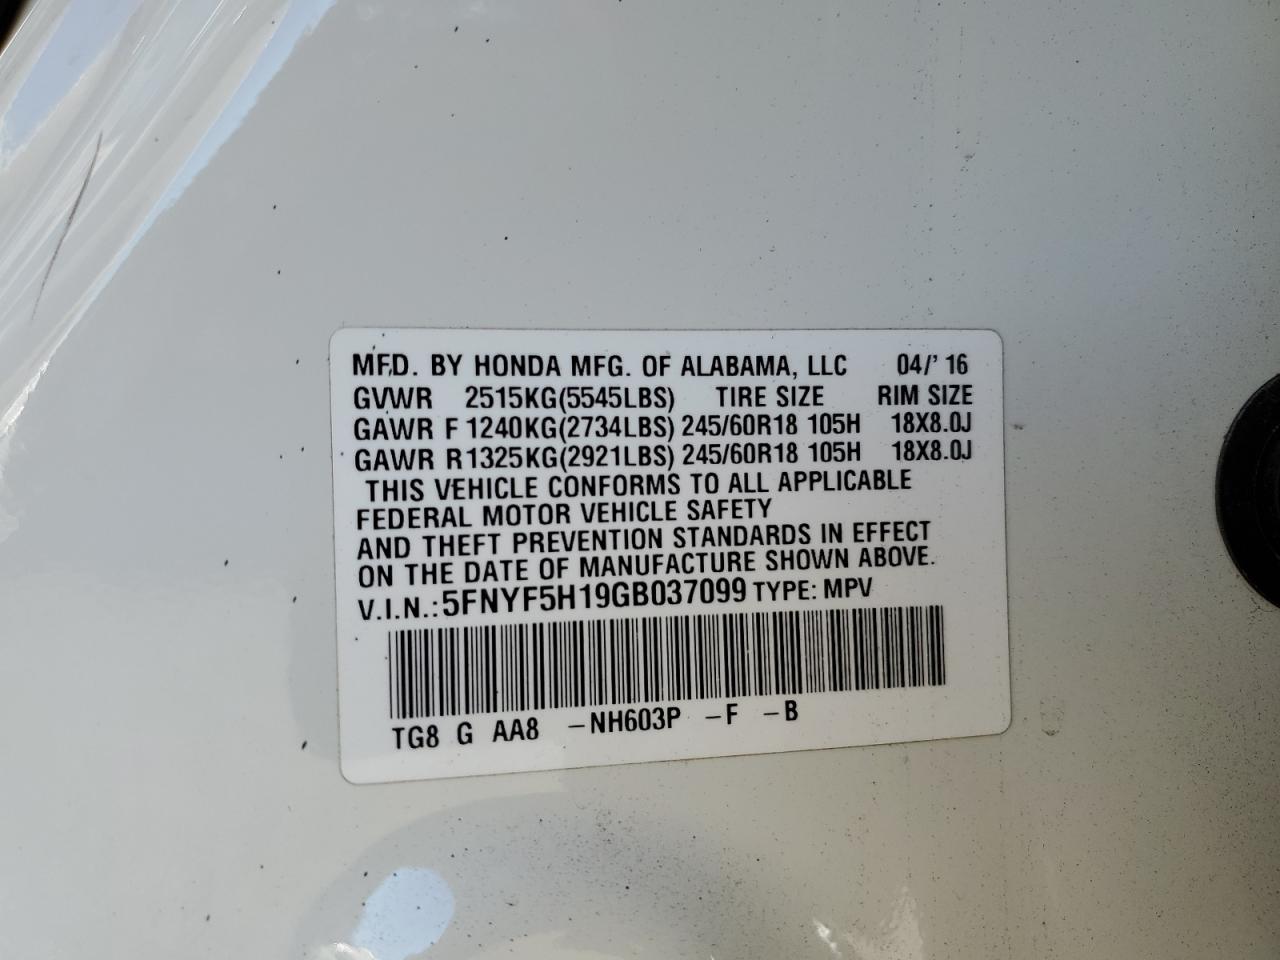 MFD. BY HONDA MFG. OF ALABAMA, LLC 04/' 16
GVWR 2515KG(5545LBS) TIRE SIZE RIM SIZE
GAWR F 1240KG(2734LBS) 245/60R18 105H 18X8.0J
GAWR R 1325KG(2921LBS) 245/60R18 105H 18X8.0J
THIS VEHICLE CONFORMS TO ALL APPLICABLE
FEDERAL MOTOR VEHICLE SAFETY
AND THEFT PREVENTION STANDARDS IN EFFECT
ON THE DATE OF MANUFACTURE SHOWN ABOVE.
V.I.N.: 5FNYF5H19GB037099 TYPE: MPV
TG8 G AA8 -NH603P -F -B